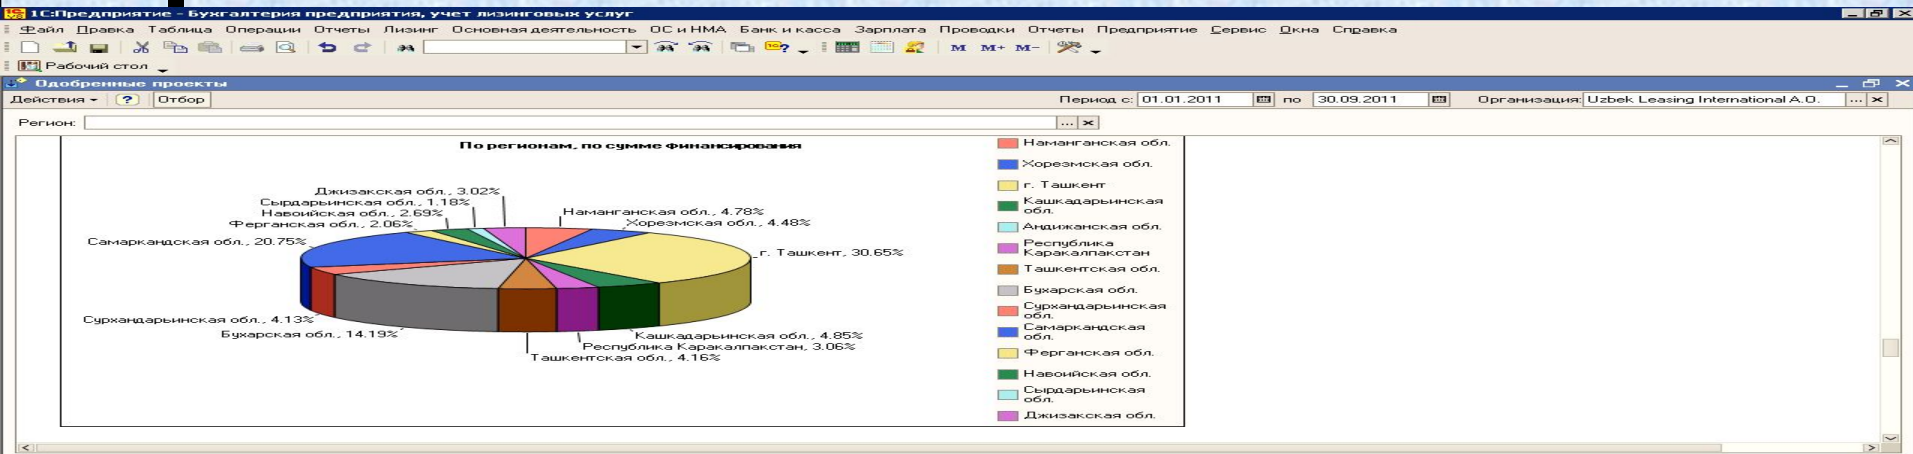 1С:Предприятие - Бухгалтерия предприятия, учет лизинговых услуг
Файл Правка Таблица Операции Отчеты Лизинг Основная деятельность ОС и НМА Банк и касса Зарплата Проводки Отчеты Предприятие Сервис Окна Справка
M M+ M-
Рабочий стол
Одобренные проекты
Действия ? Отбор Период с: 01.01.2011 по 30.09.2011 Организация: Uzbek Leasing International A.O. ... ×
Регион: ... ×
По регионам, по сумме финансирования
Джизакская обл., 3.02%
Сырдарьинская обл., 1.18%
Навоийская обл., 2.69%
Ферганская обл., 2.06%
Самаркандская обл., 20.75%
Наманганская обл., 4.78%
Хорезмская обл., 4.48%
г. Ташкент, 30.65%
Сурхандарьинская обл., 4.13%
Бухарская обл., 14.19%
Кашкадарьинская обл., 4.85%
Республика Каракалпакстан, 3.06%
Ташкентская обл., 4.16%
Наманганская обл.
Хорезмская обл.
г. Ташкент
Кашкадарьинская
обл.
Андижанская обл.
Республика
Каракалпакстан
Ташкентская обл.
Бухарская обл.
Сурхандарьинская
обл.
Самаркандская
обл.
Ферганская обл.
Навоийская обл.
Сырдарьинская
обл.
Джизакская обл.